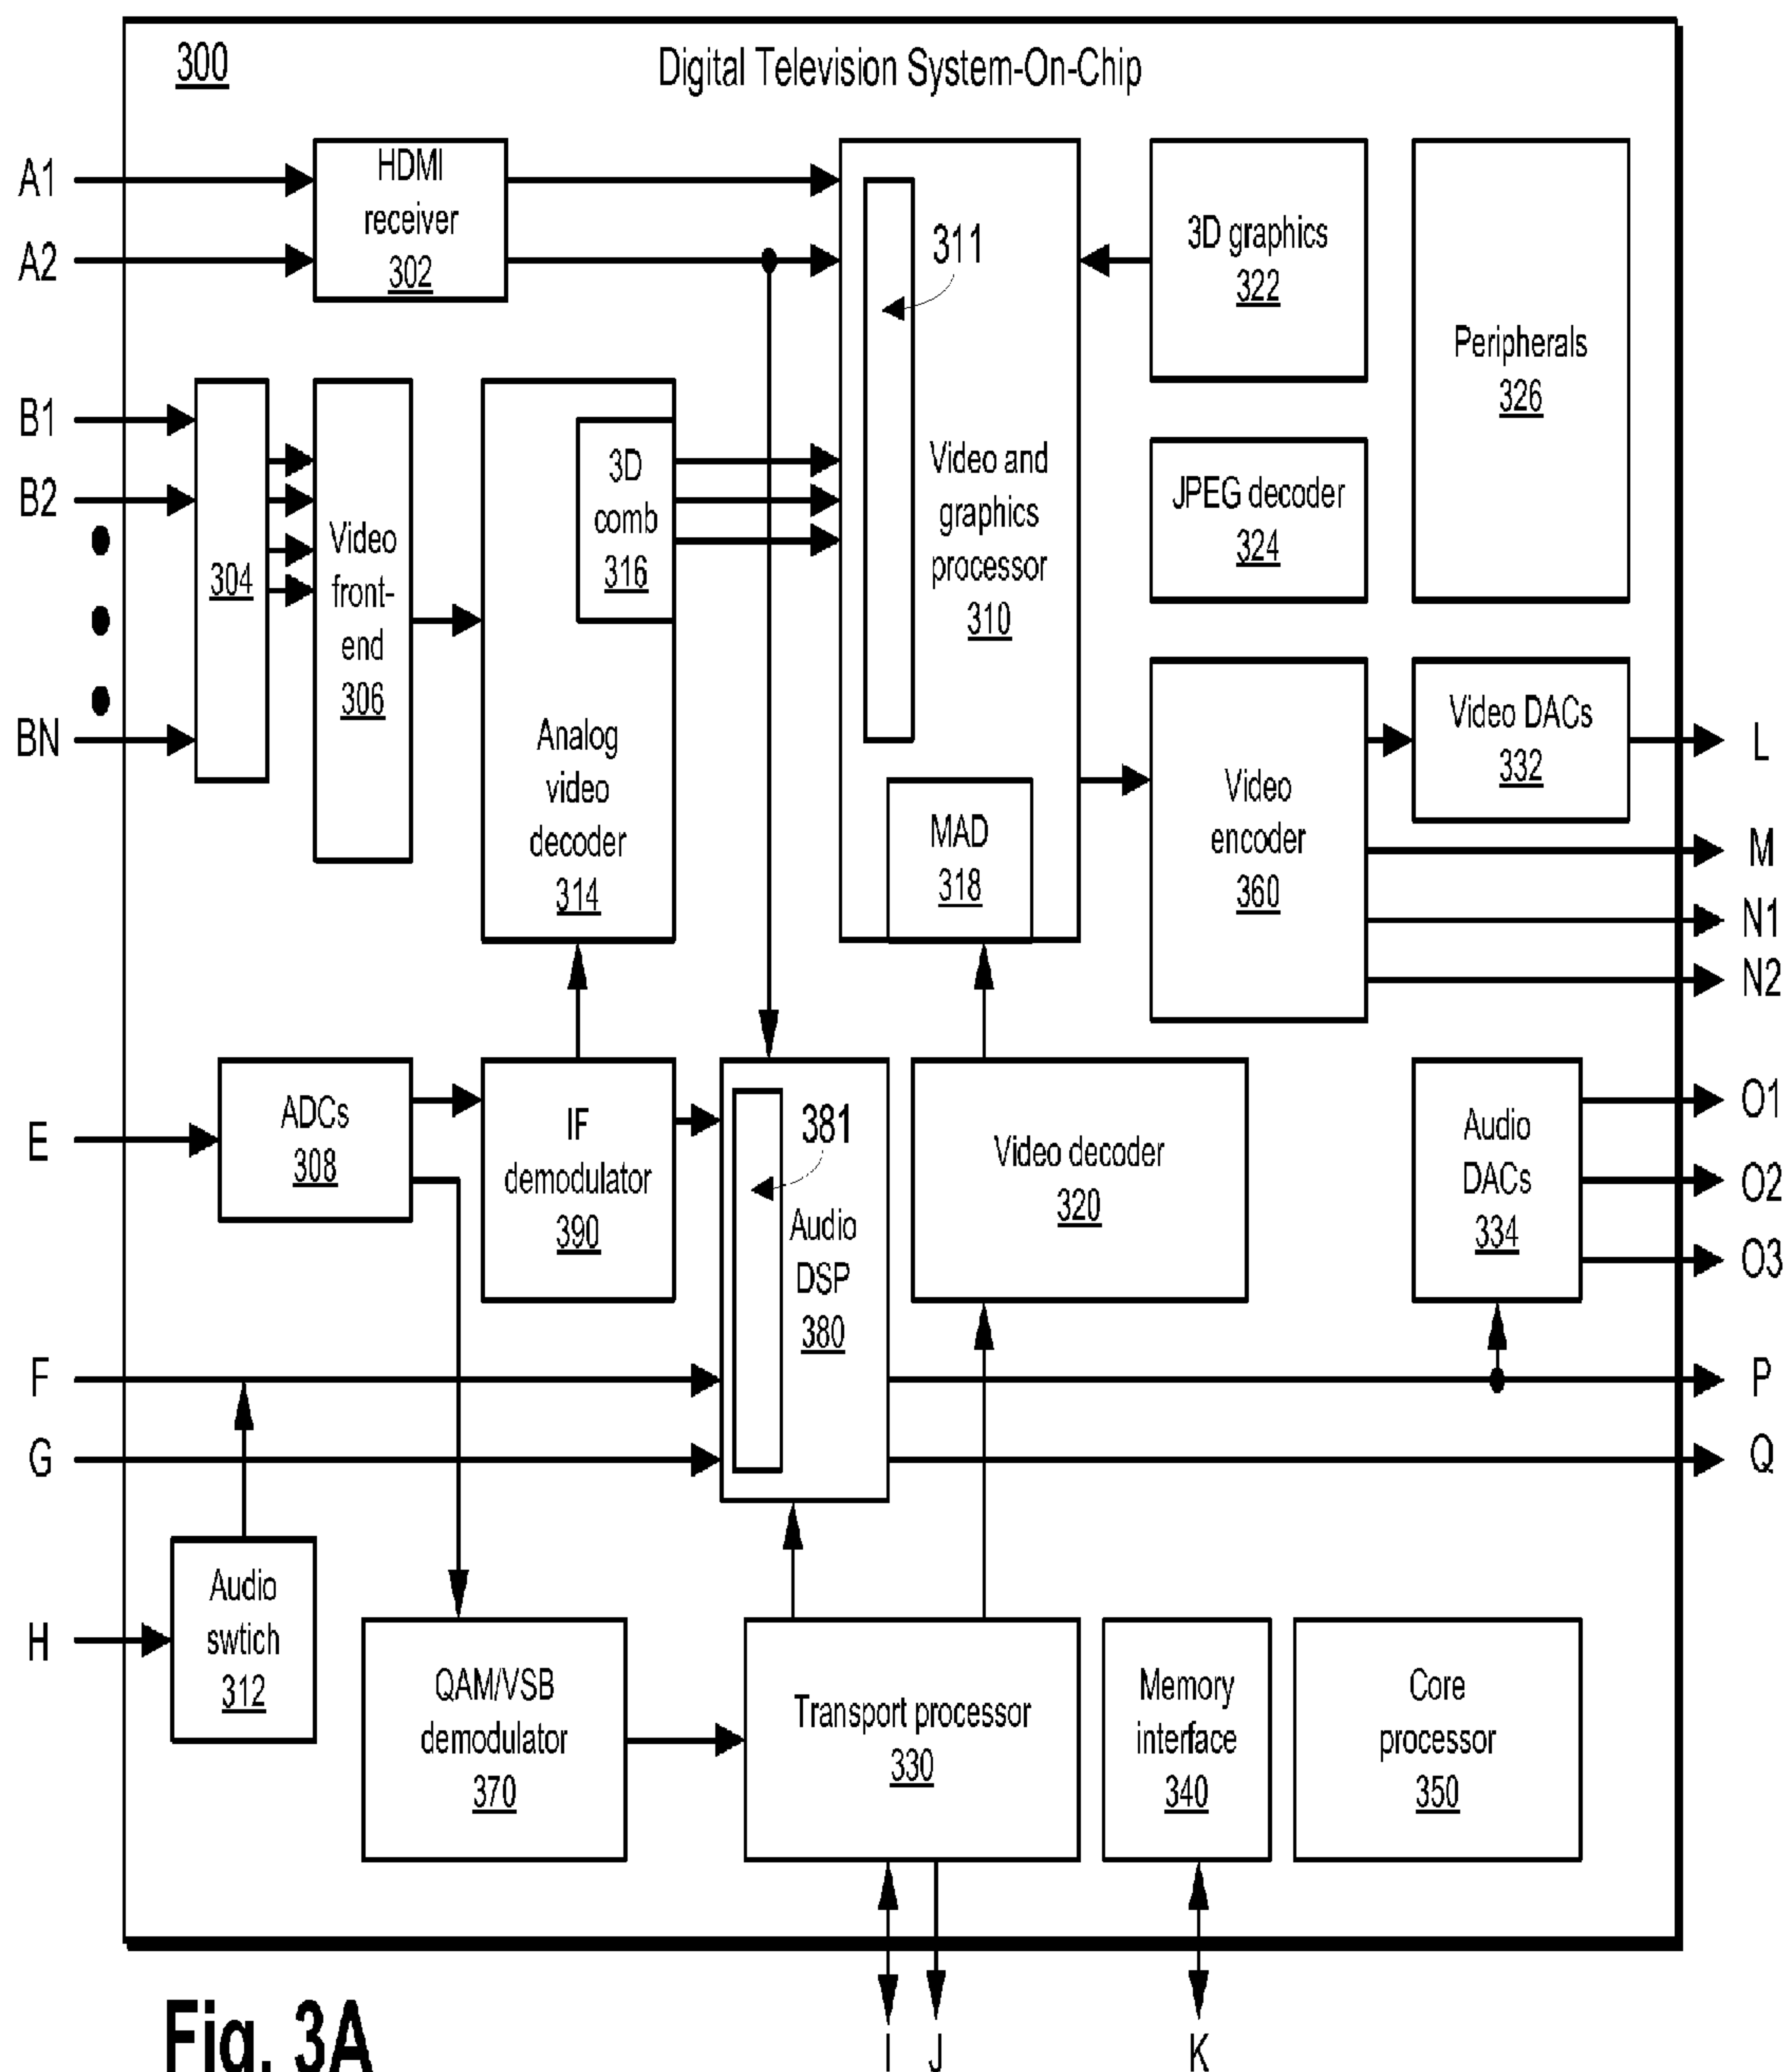 300
Digital Television System-On-Chip
A1
A2
HDMI
receiver
302
311
3D graphics
322
Peripherals
326
B1
B2
BN
304
Video
front-
end
306
3D
comb
316
Analog
video
decoder
314
Video and
graphics
processor
310
MAD
318
JPEG decoder
324
Video
encoder
360
Video DACs
332
L
M
N1
N2
E
ADCs
308
IF
demodulator
390
381
Audio
DSP
380
Video decoder
320
Audio
DACs
334
O1
O2
O3
F
G
P
Q
H
Audio
swtich
312
QAM/VSB
demodulator
370
Transport processor
330
Memory
interface
340
Core
processor
350
I
J
K
Fig. 3A